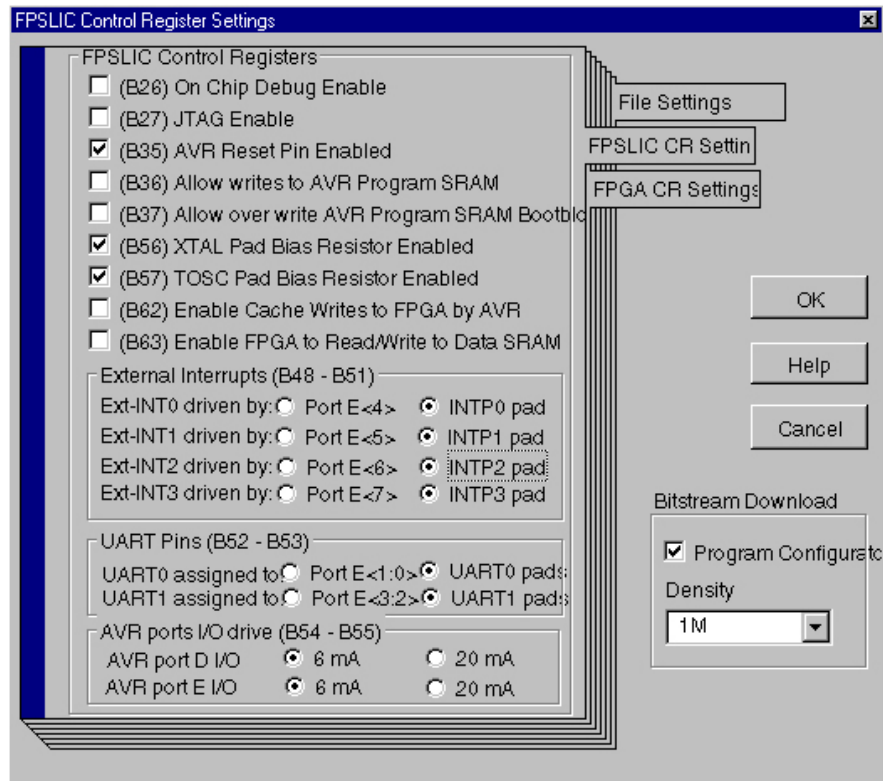 FPSLIC Control Register Settings
FPSLIC Control Registers
(B26) On Chip Debug Enable
(B27) JTAG Enable
(B35) AVR Reset Pin Enabled
(B36) Allow writes to AVR Program SRAM
(B37) Allow over write AVR Program SRAM Bootblo
(B56) XTAL Pad Bias Resistor Enabled
(B57) TOSC Pad Bias Resistor Enabled
(B62) Enable Cache Writes to FPGA by AVR
(B63) Enable FPGA to Read/Write to Data SRAM
External Interrupts (B48 - B51)
Ext-INT0 driven by: Port E<4> INTP0 pad
Ext-INT1 driven by: Port E<5> INTP1 pad
Ext-INT2 driven by: Port E<6> INTP2 pad
Ext-INT3 driven by: Port E<7> INTP3 pad
UART Pins (B52 - B53)
UART0 assigned to: Port E<1:0> UART0 pads
UART1 assigned to: Port E<3:2> UART1 pads
AVR ports I/O drive (B54 - B55)
AVR port D I/O 6 mA 20 mA
AVR port E I/O 6 mA 20 mA
File Settings
FPSLIC CR Settin
FPGA CR Settings
OK
Help
Cancel
Bitstream Download
Program Configurato
Density
1M